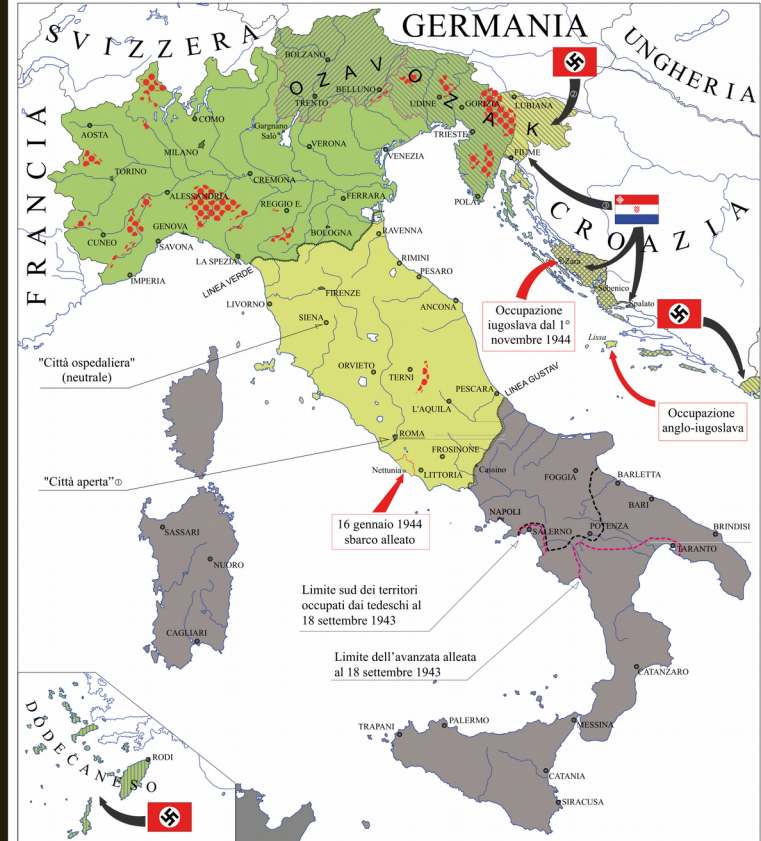 SVIZZERA
GERMANIA
UNGHERIA
FRANCIA
CROAZIA
OZAV
OZAK
BOLZANO
TRENTO
BELLUNO
UDINE
GORIZIA
LUBIANA
②
COMO
AOSTA
Gargnano
Salò
MILANO
VERONA
VENEZIA
TRIESTE
FIUME
TORINO
CREMONA
POLA
①
ALESSANDRIA
REGGIO E.
FERRARA
CUNEO
GENOVA
SAVONA
BOLOGNA
RAVENNA
LA SPEZIA
IMPERIA
LINEA VERDE
RIMINI
PESARO
Zara
Sebenico
Spalato
FIRENZE
LIVORNO
SIENA
ANCONA
Occupazione
iugoslava dal 1°
novembre 1944
Lissa
"Città ospedaliera"
(neutrale)
ORVIETO
TERNI
PESCARA
LINEA GUSTAV
L'AQUILA
Occupazione
anglo-iugoslava
ROMA
FROSINONE
"Città aperta"①
Nettunia
LITTORIA
Cassino
FOGGIA
BARLETTA
BARI
16 gennaio 1944
sbarco alleato
NAPOLI
SALERNO
POTENZA
BRINDISI
TARANTO
SASSARI
NUORO
CAGLIARI
Limite sud dei territori
occupati dai tedeschi al
18 settembre 1943
Limite dell'avanzata alleata
al 18 settembre 1943
CATANZARO
MESSINA
PALERMO
TRAPANI
CATANIA
SIRACUSA
DODECANESO
RODI